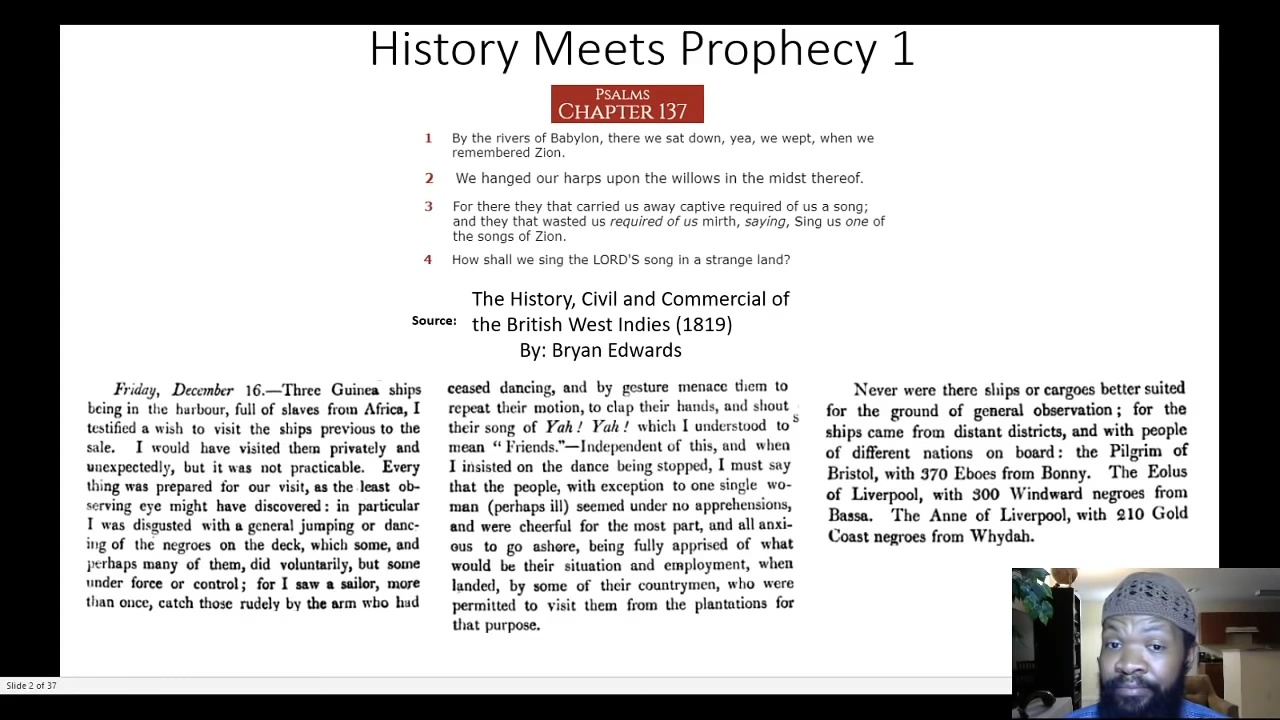 History Meets Prophecy 1
PSALMS
CHAPTER 137
1 By the rivers of Babylon, there we sat down, yea, we wept, when we
remembered Zion.
2 We hanged our harps upon the willows in the midst thereof.
3 For there they that carried us away captive required of us a song;
and they that wasted us required of us mirth, saying, Sing us one of
the songs of Zion.
4 How shall we sing the LORD'S song in a strange land?
Source:
The History, Civil and Commercial of
the British West Indies (1819)
By: Bryan Edwards
Friday, December 16.—Three Guinea ships
being in the harbour, full of slaves from Africa, I
testified a wish to visit the ships previous to the
sale. I would have visited them privately and
unexpectedly, but it was not practicable. Every
thing was prepared for our visit, as the least ob-
serving eye might have discovered: in particular
I was disgusted with a general jumping or danc-
ing of the negroes on the deck, which some, and
perhaps many of them, did voluntarily, but some
under force or control; for I saw a sailor, more
than once, catch those rudely by the arm who had
ceased dancing, and by gesture menace them to
repeat their motion, to clap their hands, and shout
their song of Yah! Yah! which I understood to s
mean "Friends."—Independent of this, and when
I insisted on the dance being stopped, I must say
that the people, with exception to one single wo-
man (perhaps ill) seemed under no apprehensions,
and were cheerful for the most part, and all anxi-
ous to go ashore, being fully apprised of what
would be their situation and employment, when
landed, by some of their countrymen, who were
permitted to visit them from the plantations for
that purpose.
Never were there ships or cargoes better suited
for the ground of general observation; for the
ships came from distant districts, and with people
of different nations on board: the Pilgrim of
Bristol, with 370 Eboes from Bonny. The Eolus
of Liverpool, with 300 Windward negroes from
Bassa. The Anne of Liverpool, with 210 Gold
Coast negroes from Whydah.
Slide 2 of 37